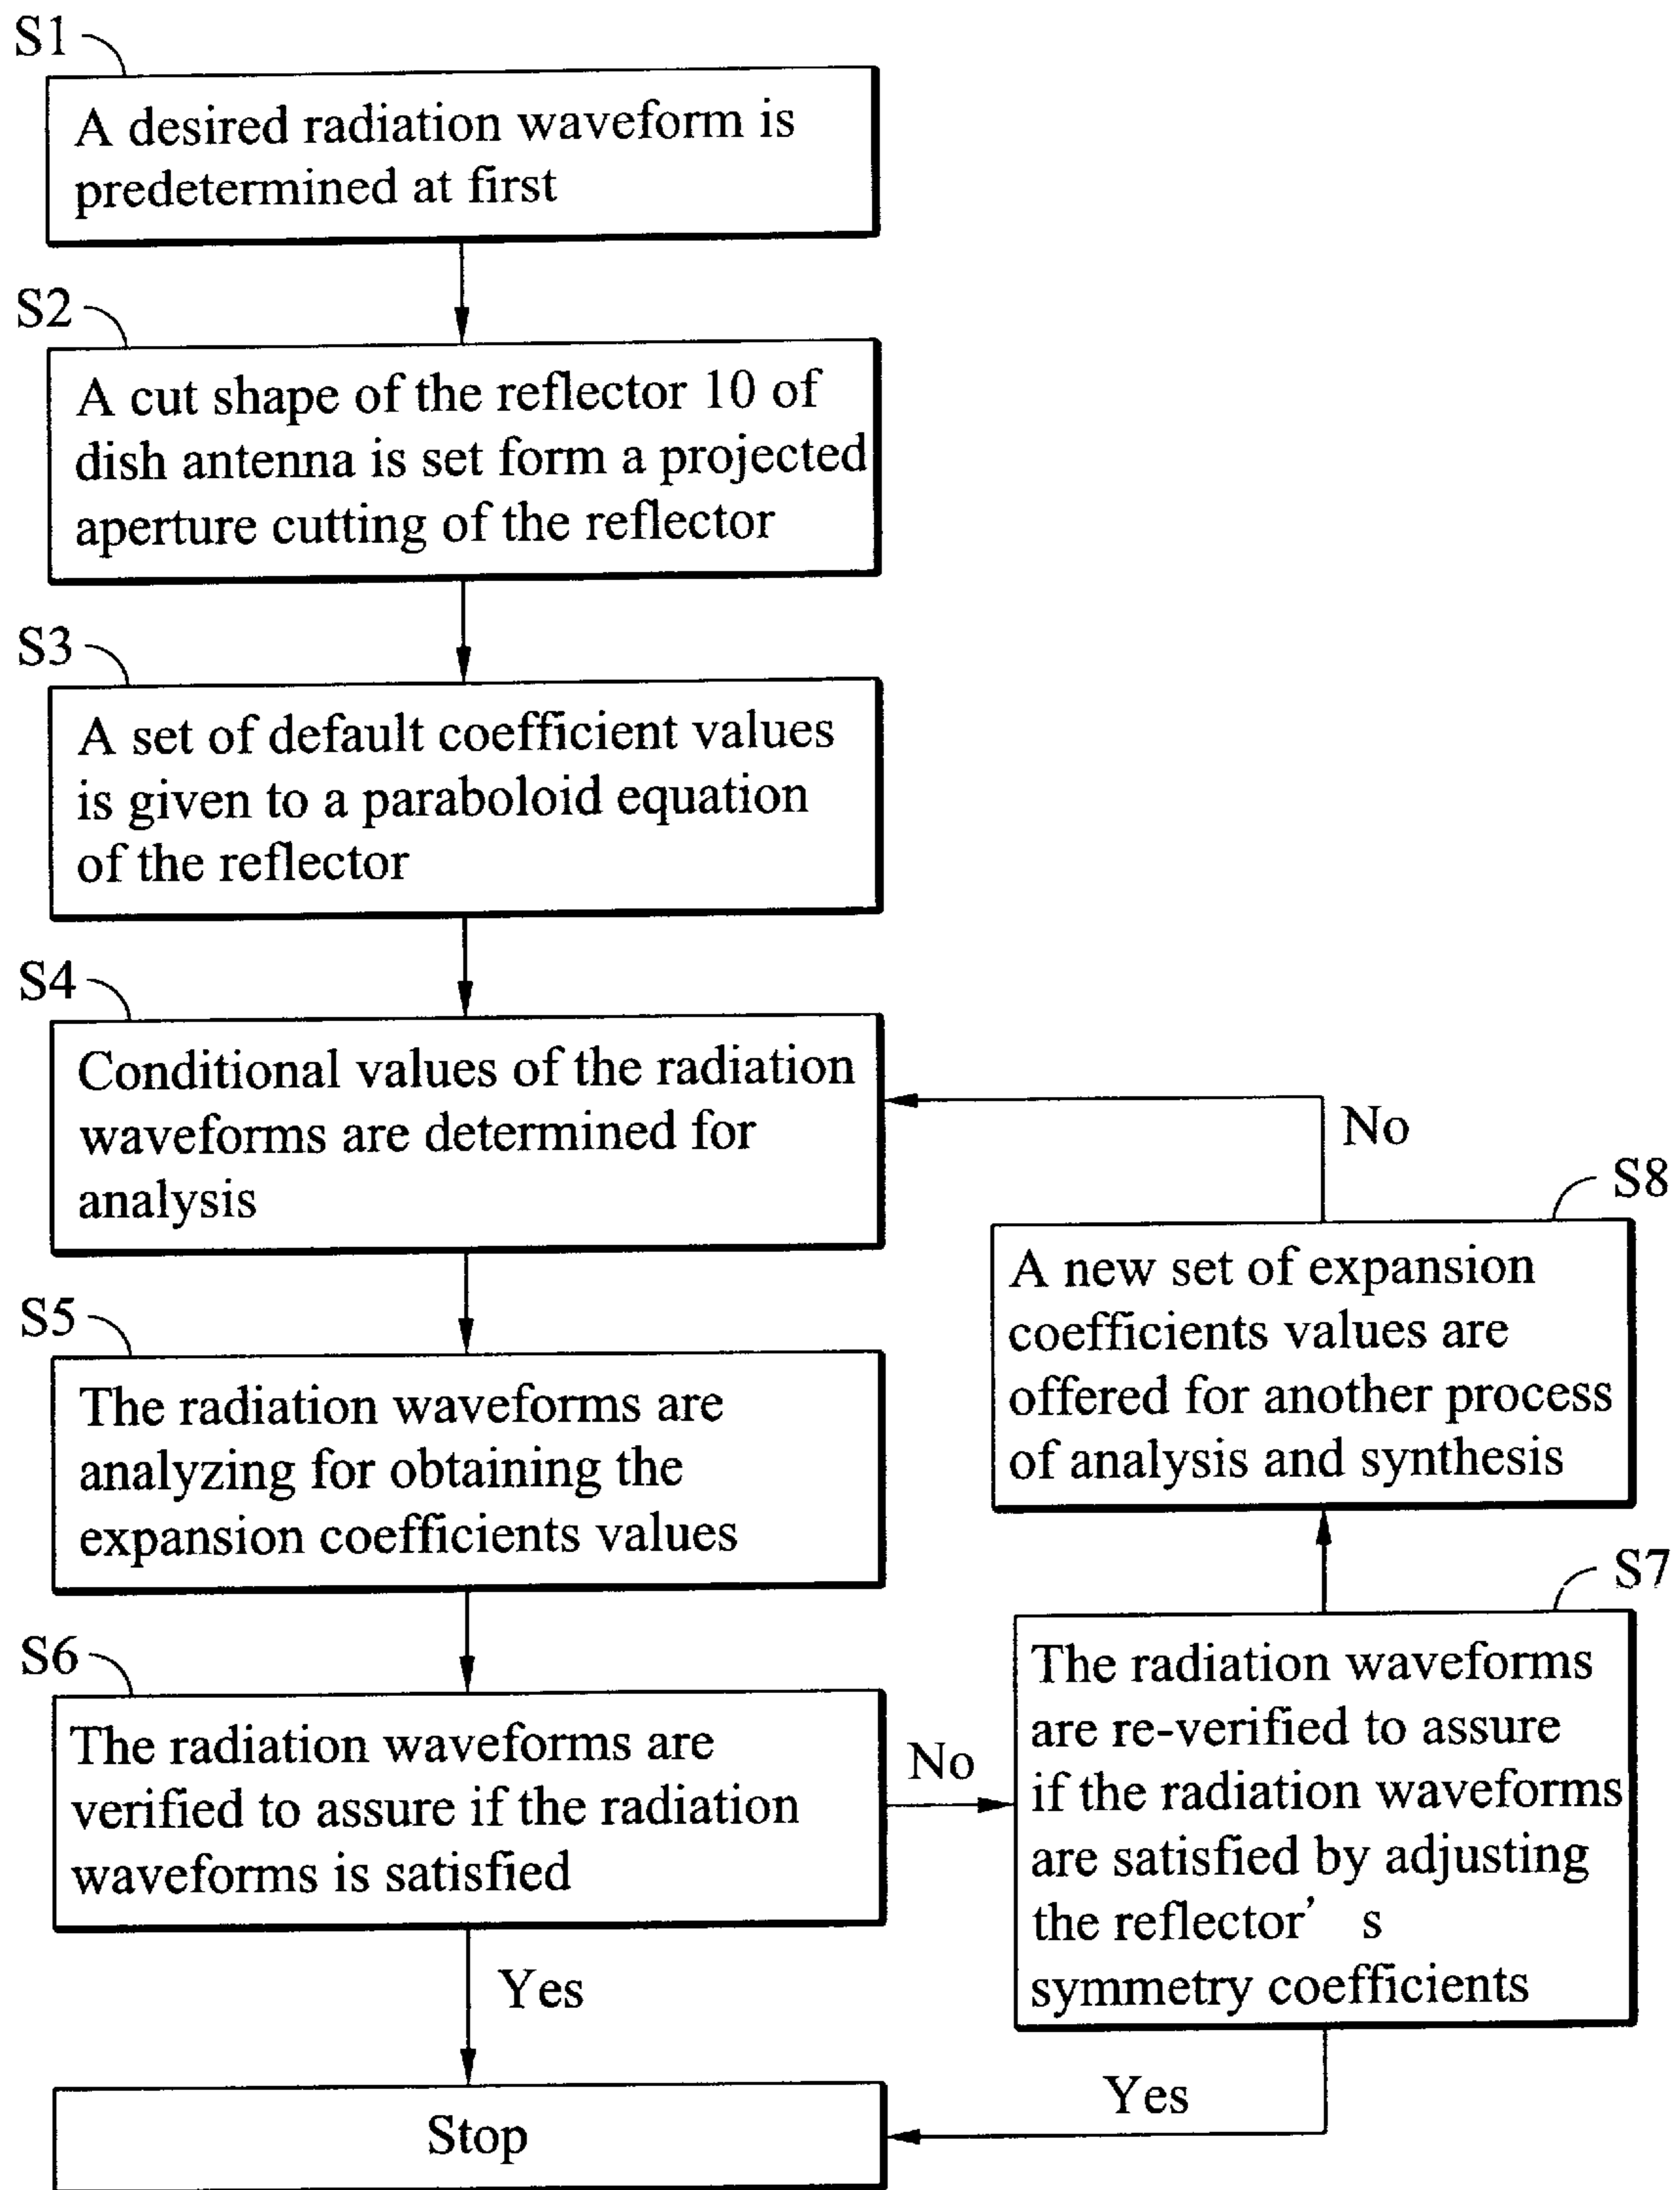 S1
A desired radiation waveform is
predetermined at first
S2
A cut shape of the reflector 10 of
dish antenna is set form a projected
aperture cutting of the reflector
S3
A set of default coefficient values
is given to a paraboloid equation
of the reflector
S4
Conditional values of the radiation
waveforms are determined for
analysis
No
S8
A new set of expansion
coefficients values are
offered for another process
of analysis and synthesis
S5
The radiation waveforms are
analyzing for obtaining the
expansion coefficients values
S6
The radiation waveforms are
verified to assure if the radiation
waveforms is satisfied
No
S7
The radiation waveforms
are re-verified to assure
if the radiation waveforms
are satisfied by adjusting
the reflector’ s
symmetry coefficients
Yes
Yes
Stop